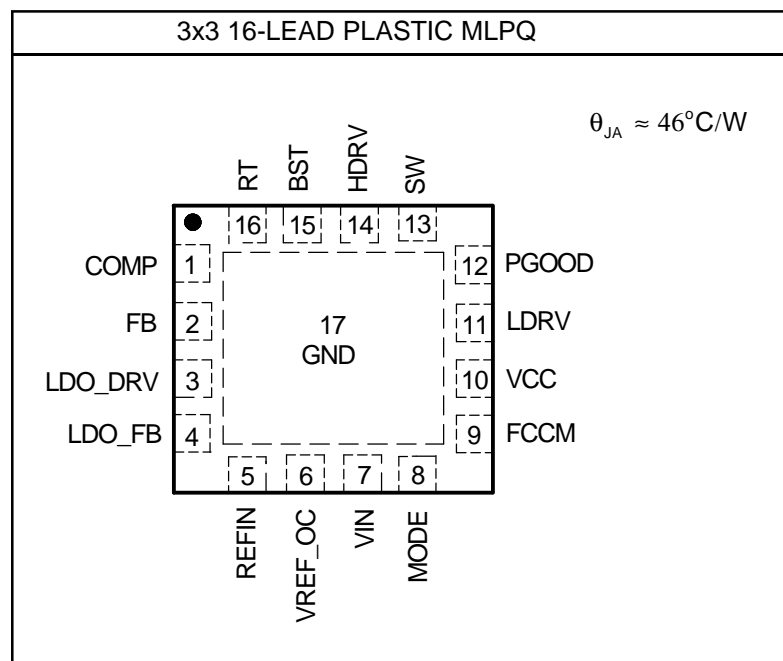 3x3 16-LEAD PLASTIC MLPQ
θJA ≈ 46°C/W
RT
BST
HDRV
SW
16
15
14
13
COMP
1
12
PGOOD
FB
2
17
GND
11
LDRV
LDO_DRV
3
10
VCC
LDO_FB
4
9
FCCM
5
6
7
8
REFIN
VREF_OC
VIN
MODE